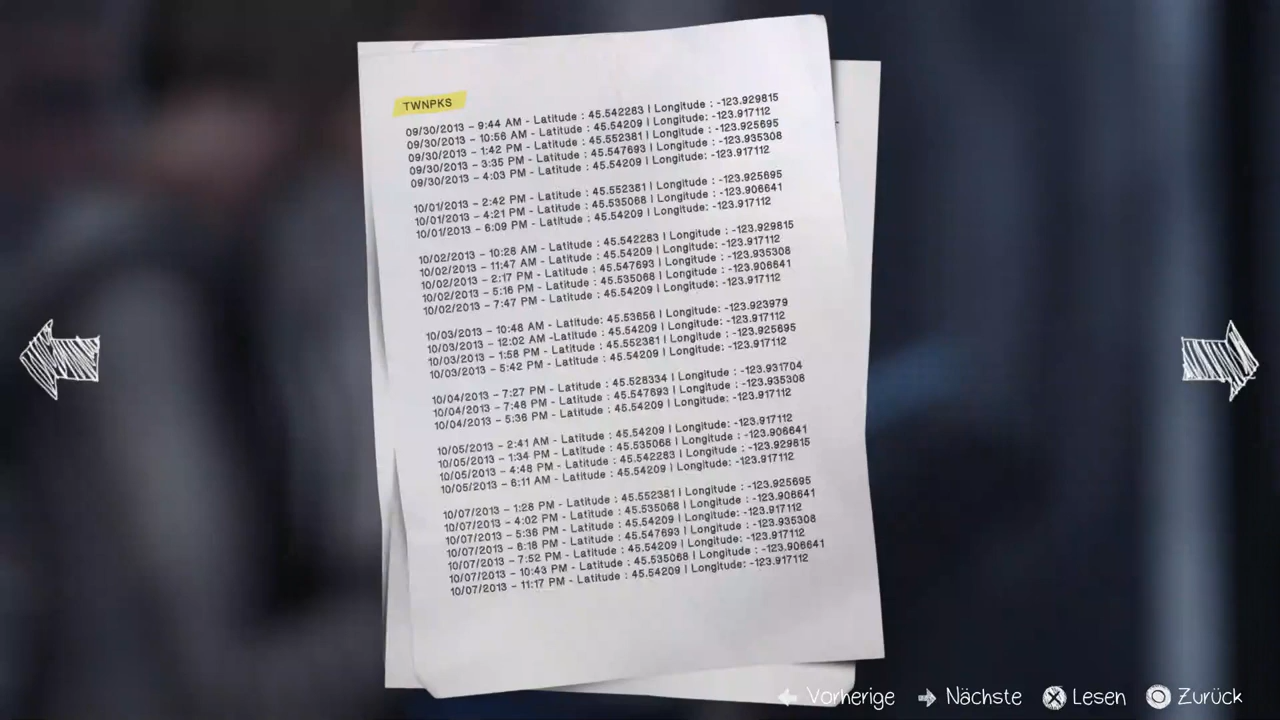 TWNPKS
09/30/2013 - 9:44 AM - Latitude : 45.542283 | Longitude : -123.929815
09/30/2013 - 10:56 AM - Latitude : 45.54209 | Longitude: -123.917112
09/30/2013 - 1:42 PM - Latitude : 45.552381 | Longitude : -123.925695
09/30/2013 - 3:35 PM - Latitude : 45.547693 | Longitude : -123.935308
09/30/2013 - 4:03 PM - Latitude : 45.54209 | Longitude: -123.917112
10/01/2013 - 2:42 PM - Latitude : 45.552381 | Longitude : -123.925695
10/01/2013 - 4:21 PM - Latitude : 45.535068 | Longitude : -123.906641
10/01/2013 - 6:09 PM - Latitude : 45.54209 | Longitude: -123.917112
10/02/2013 - 10:28 AM - Latitude : 45.542283 | Longitude : -123.929815
10/02/2013 - 11:47 AM - Latitude : 45.54209 | Longitude: -123.917112
10/02/2013 - 2:17 PM - Latitude : 45.547693 | Longitude : -123.935308
10/02/2013 - 5:16 PM - Latitude : 45.535068 | Longitude : -123.906641
10/02/2013 - 7:47 PM - Latitude : 45.54209 | Longitude: -123.917112
10/03/2013 - 10:48 AM - Latitude: 45.53656 | Longitude: -123.923979
10/03/2013 - 12:02 AM -Latitude : 45.54209 | Longitude: -123.917112
10/03/2013 - 1:58 PM - Latitude : 45.552381 | Longitude : -123.925695
10/03/2013 - 5:42 PM - Latitude : 45.54209 | Longitude: -123.917112
10/04/2013 - 7:27 PM - Latitude : 45.528334 | Longitude : -123.931704
10/04/2013 - 7:48 PM - Latitude : 45.547693 | Longitude : -123.935308
10/04/2013 - 5:36 PM - Latitude : 45.54209 | Longitude: -123.917112
10/05/2013 - 2:41 AM - Latitude : 45.54209 | Longitude: -123.917112
10/05/2013 - 1:34 PM - Latitude : 45.535068 | Longitude : -123.906641
10/05/2013 - 4:48 PM - Latitude : 45.542283 | Longitude : -123.929815
10/05/2013 - 6:11 AM - Latitude : 45.54209 | Longitude: -123.917112
10/07/2013 - 1:28 PM - Latitude : 45.552381 | Longitude : -123.925695
10/07/2013 - 4:02 PM - Latitude : 45.535068 | Longitude : -123.906641
10/07/2013 - 5:36 PM - Latitude : 45.54209 | Longitude: -123.917112
10/07/2013 - 6:18 PM - Latitude : 45.547693 | Longitude : -123.935308
10/07/2013 - 7:52 PM - Latitude : 45.54209 | Longitude: -123.917112
10/07/2013 - 10:43 PM - Latitude : 45.535068 | Longitude : -123.906641
10/07/2013 - 11:17 PM - Latitude : 45.54209 | Longitude: -123.917112
Vorherige Nächste Lesen Zurück